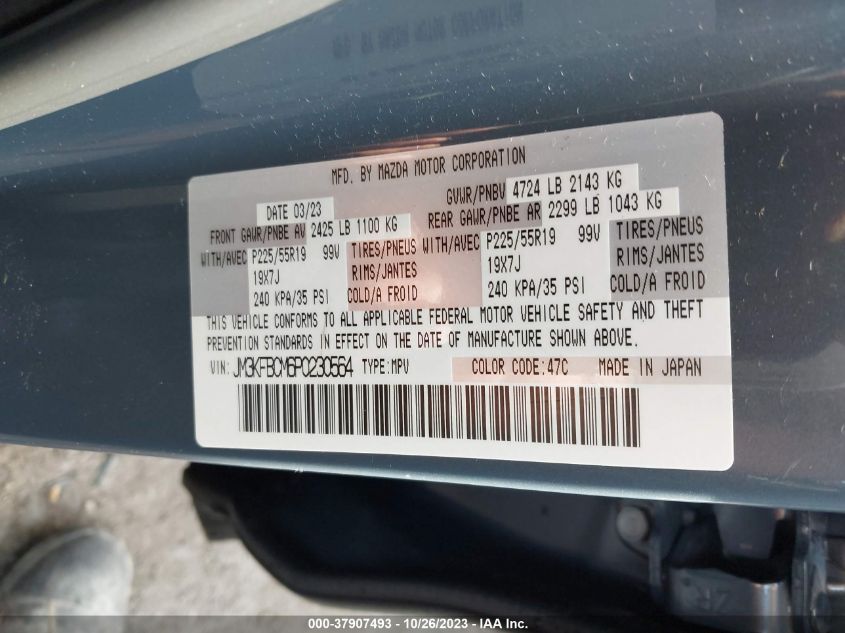 MFD. BY MAZDA MOTOR CORPORATION
DATE 03/23 GVWR/PNBV 4724 LB 2143 KG
FRONT GAWR/PNBE AV 2425 LB 1100 KG REAR GAWR/PNBE AR 2299 LB 1043 KG
WITH/AVEC P225/55R19 99V TIRES/PNEUS WITH/AVEC P225/55R19 99V TIRES/PNEUS
19X7J RIMS/JANTES 19X7J RIMS/JANTES
240 KPA/35 PSI COLD/A FROID 240 KPA/35 PSI COLD/A FROID
THIS VEHICLE CONFORMS TO ALL APPLICABLE FEDERAL MOTOR VEHICLE SAFETY AND THEFT
PREVENTION STANDARDS IN EFFECT ON THE DATE OF MANUFACTURE SHOWN ABOVE.
VIN: JM3KFBCM6P0230564 TYPE:MPV COLOR CODE:47C MADE IN JAPAN
000-37907493 - 10/26/2023 - IAA Inc.